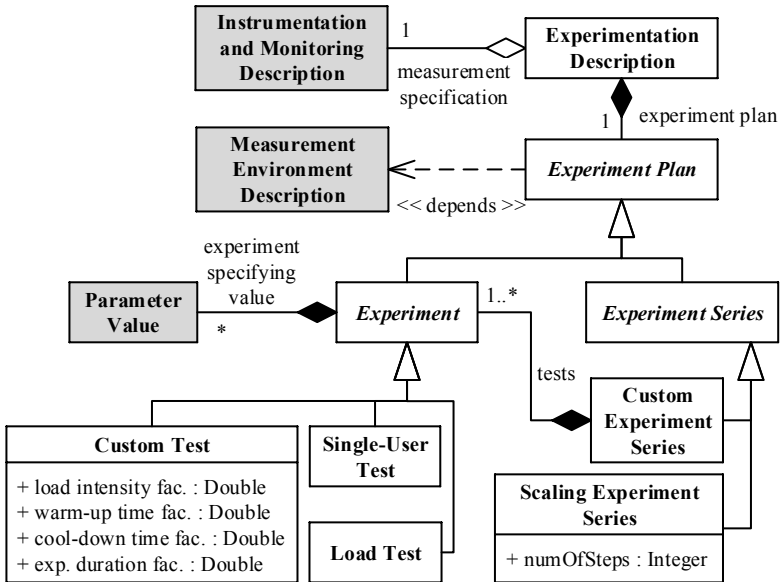 Instrumentation
and Monitoring
Description
1
measurement
specification
Experimentation
Description
1
experiment plan
Measurement
Environment
Description
<< depends >>
Experiment Plan
experiment
specifying
value
Parameter
Value
*
Experiment
1..*
Experiment Series
tests
Custom
Experiment
Series
Custom Test
+ load intensity fac. : Double
+ warm-up time fac. : Double
+ cool-down time fac. : Double
+ exp. duration fac. : Double
Single-User
Test
Load Test
Scaling Experiment
Series
+ numOfSteps : Integer